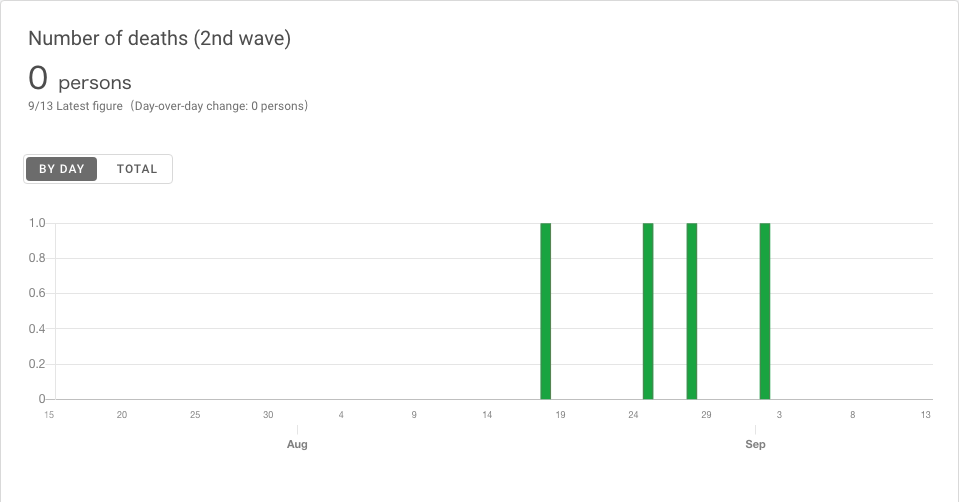 Number of deaths (2nd wave)
0 persons
9/13 Latest figure（Day-over-day change: 0 persons）
BY DAY TOTAL
1.0
0.8
0.6
0.4
0.2
0
15 20 25 30 4 9 14 19 24 29 3 8 13
Aug Sep